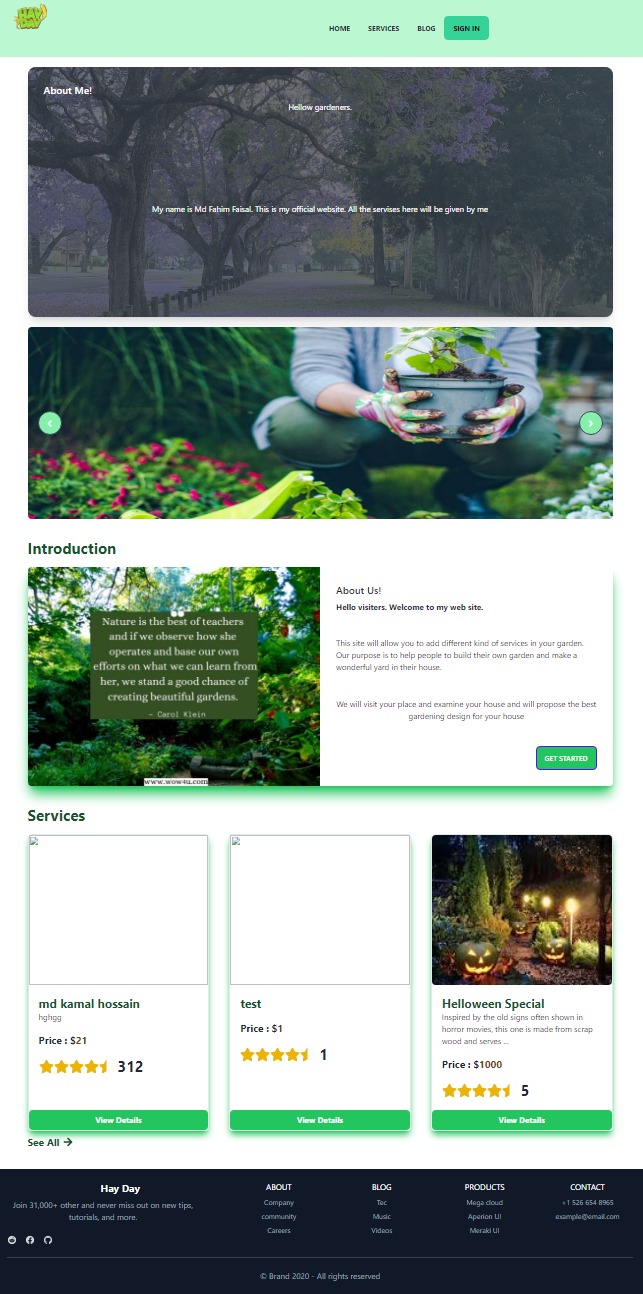 HAY DAY
HOME
SERVICES
BLOG
SIGN IN
About Me!
Hellow gardeners.
My name is Md Fahim Faisal. This is my official website. All the servises here will be given by me
Introduction
Nature is the best of teachers
and if we observe how she
operates and base our own
efforts on what we can learn from
her, we stand a good chance of
creating beautiful gardens.
~ Carol Klein
www.wow4u.com
About Us!
Hello visiters. Welcome to my web site.
This site will allow you to add different kind of services in your garden.
Our purpose is to help people to build their own garden and make a
wonderful yard in their house.
We will visit your place and examine your house and will propose the best
gardening design for your house
GET STARTED
Services
md kamal hossain
hghgg
Price : $21
312
View Details
test
Price : $1
1
View Details
Helloween Special
Inspired by the old signs often shown in
horror movies, this one is made from scrap
wood and serves ...
Price : $1000
5
View Details
See All
Hay Day
Join 31,000+ other and never miss out on new tips,
tutorials, and more.
ABOUT
Company
community
Careers
BLOG
Tec
Music
Videos
PRODUCTS
Mega cloud
Aperion UI
Meraki UI
CONTACT
+1 526 654 8965
example@email.com
© Brand 2020 - All rights reserved